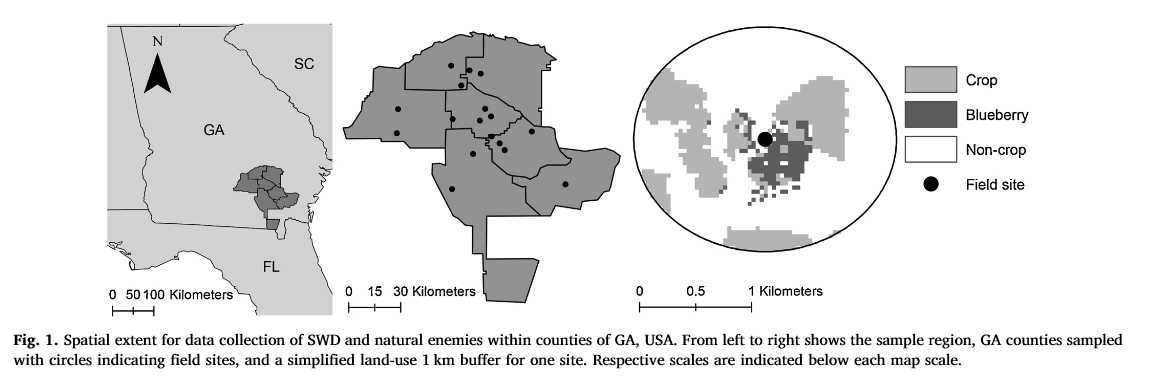 N
SC
GA
FL
0 50 100 Kilometers
0 15 30 Kilometers
0 0.5 1 Kilometers
Crop
Blueberry
Non-crop
Field site
Fig. 1. Spatial extent for data collection of SWD and natural enemies within counties of GA, USA. From left to right shows the sample region, GA counties sampled
with circles indicating field sites, and a simplified land-use 1 km buffer for one site. Respective scales are indicated below each map scale.